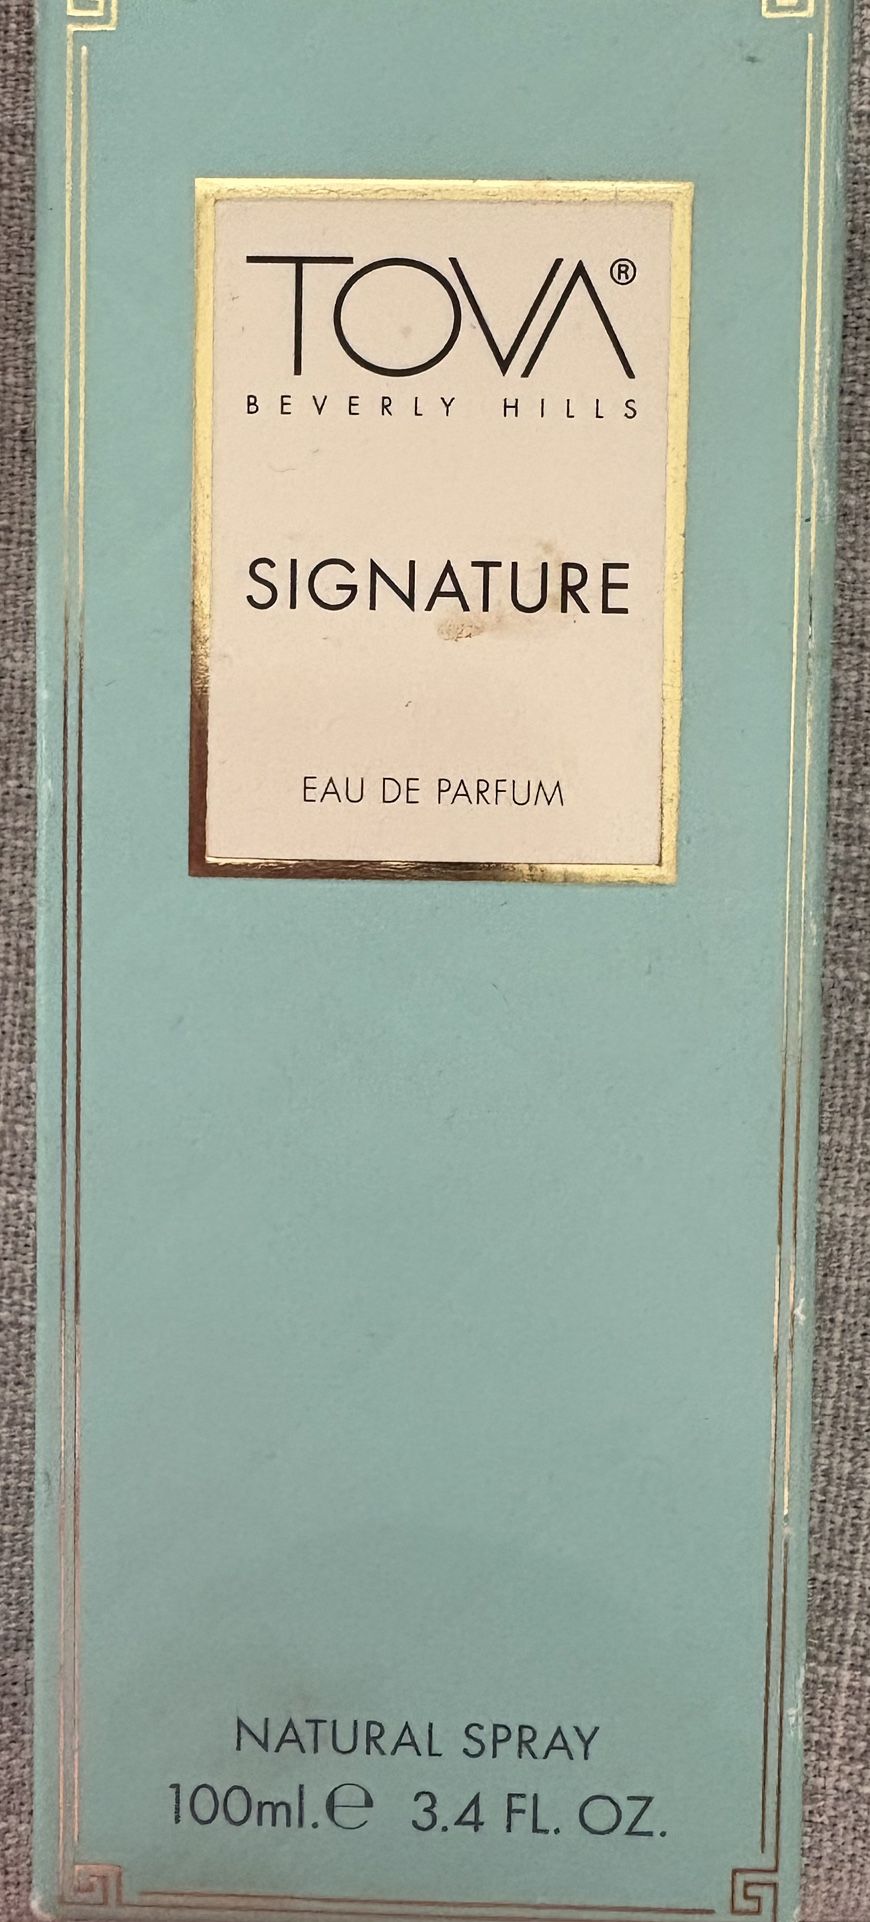 TOVA®
BEVERLY HILLS
SIGNATURE
EAU DE PARFUM
NATURAL SPRAY
100ml.℮ 3.4 FL. OZ.